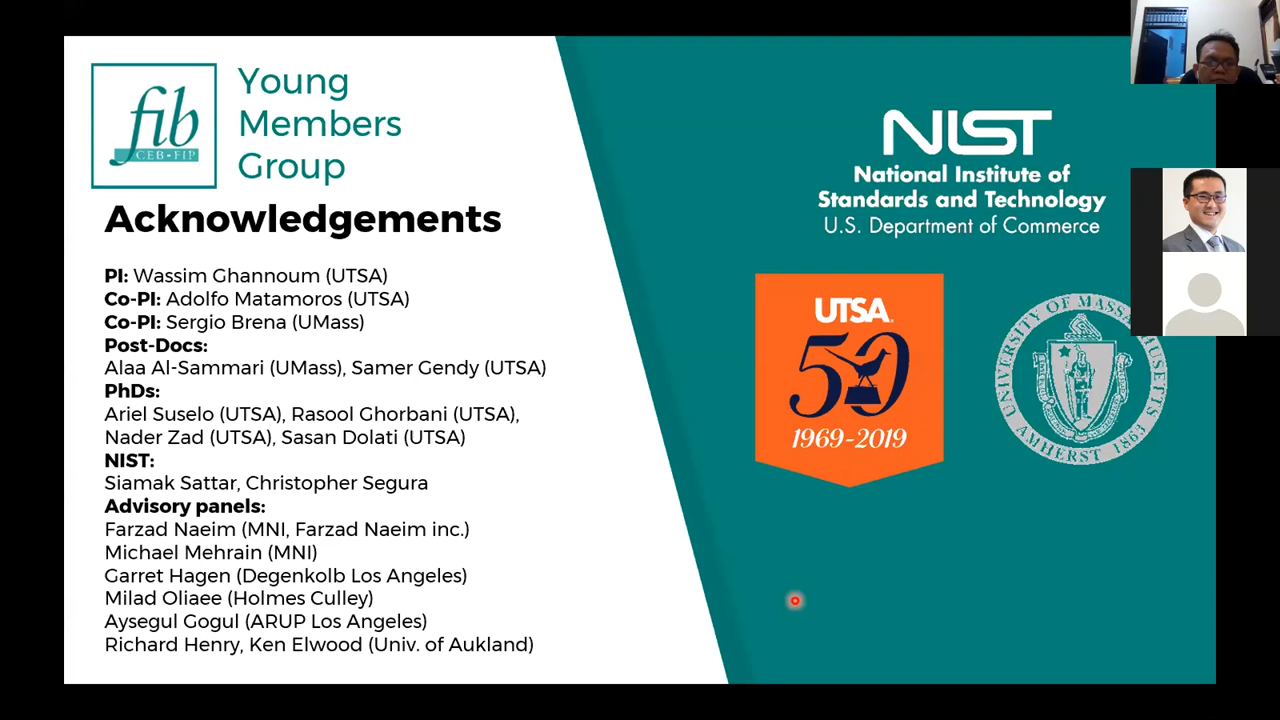 fib
CEB-FIP
Young
Members
Group
Acknowledgements
PI: Wassim Ghannoum (UTSA)
Co-PI: Adolfo Matamoros (UTSA)
Co-PI: Sergio Brena (UMass)
Post-Docs:
Alaa Al-Sammari (UMass), Samer Gendy (UTSA)
PhDs:
Ariel Suselo (UTSA), Rasool Ghorbani (UTSA),
Nader Zad (UTSA), Sasan Dolati (UTSA)
NIST:
Siamak Sattar, Christopher Segura
Advisory panels:
Farzad Naeim (MNI, Farzad Naeim inc.)
Michael Mehrain (MNI)
Garret Hagen (Degenkolb Los Angeles)
Milad Oliaee (Holmes Culley)
Aysegul Gogul (ARUP Los Angeles)
Richard Henry, Ken Elwood (Univ. of Aukland)
NIST
National Institute of
Standards and Technology
U.S. Department of Commerce
UTSA
50
1969-2019
UNIVERSITY OF MASSACHUSETTS
AMHERST 1863